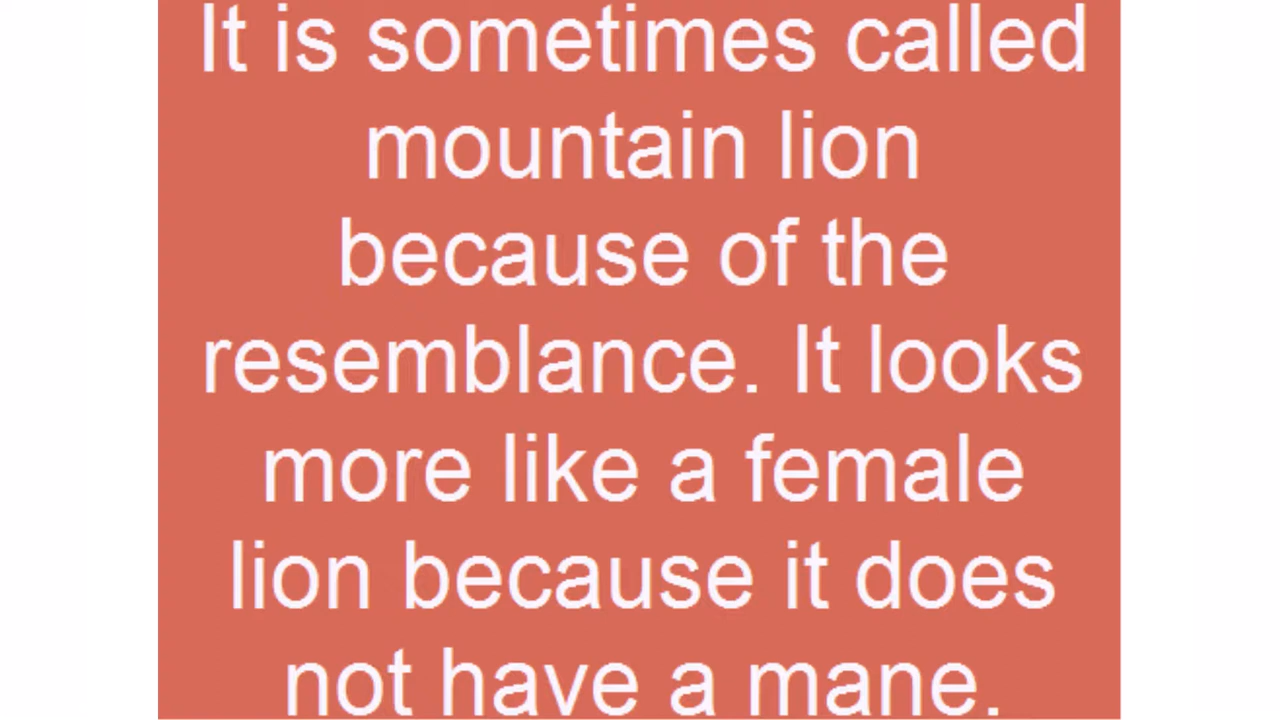 It is sometimes called
mountain lion
because of the
resemblance. It looks
more like a female
lion because it does
not have a mane.